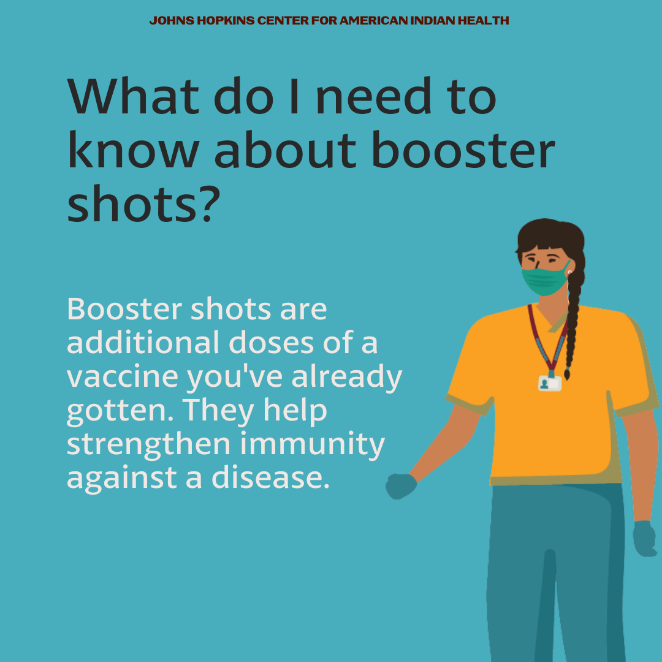 JOHNS HOPKINS CENTER FOR AMERICAN INDIAN HEALTH
What do I need to
know about booster
shots?
Booster shots are
additional doses of a
vaccine you've already
gotten. They help
strengthen immunity
against a disease.